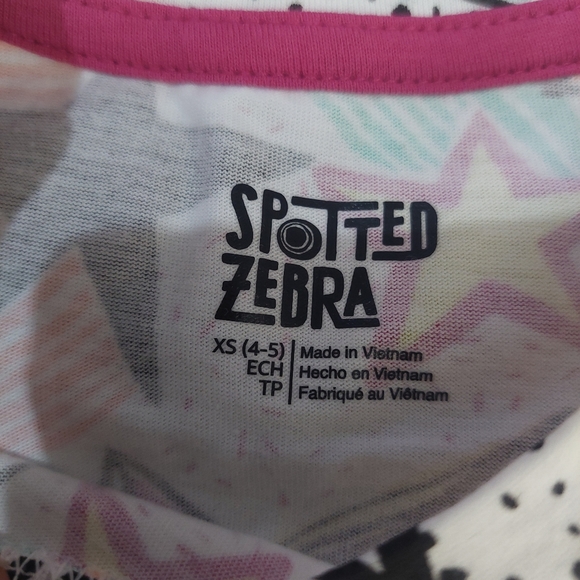 SPOTTED
ZEBRA
XS (4-5) | Made in Vietnam
ECH | Hecho en Vietnam
TP | Fabriqué au Viêtnam